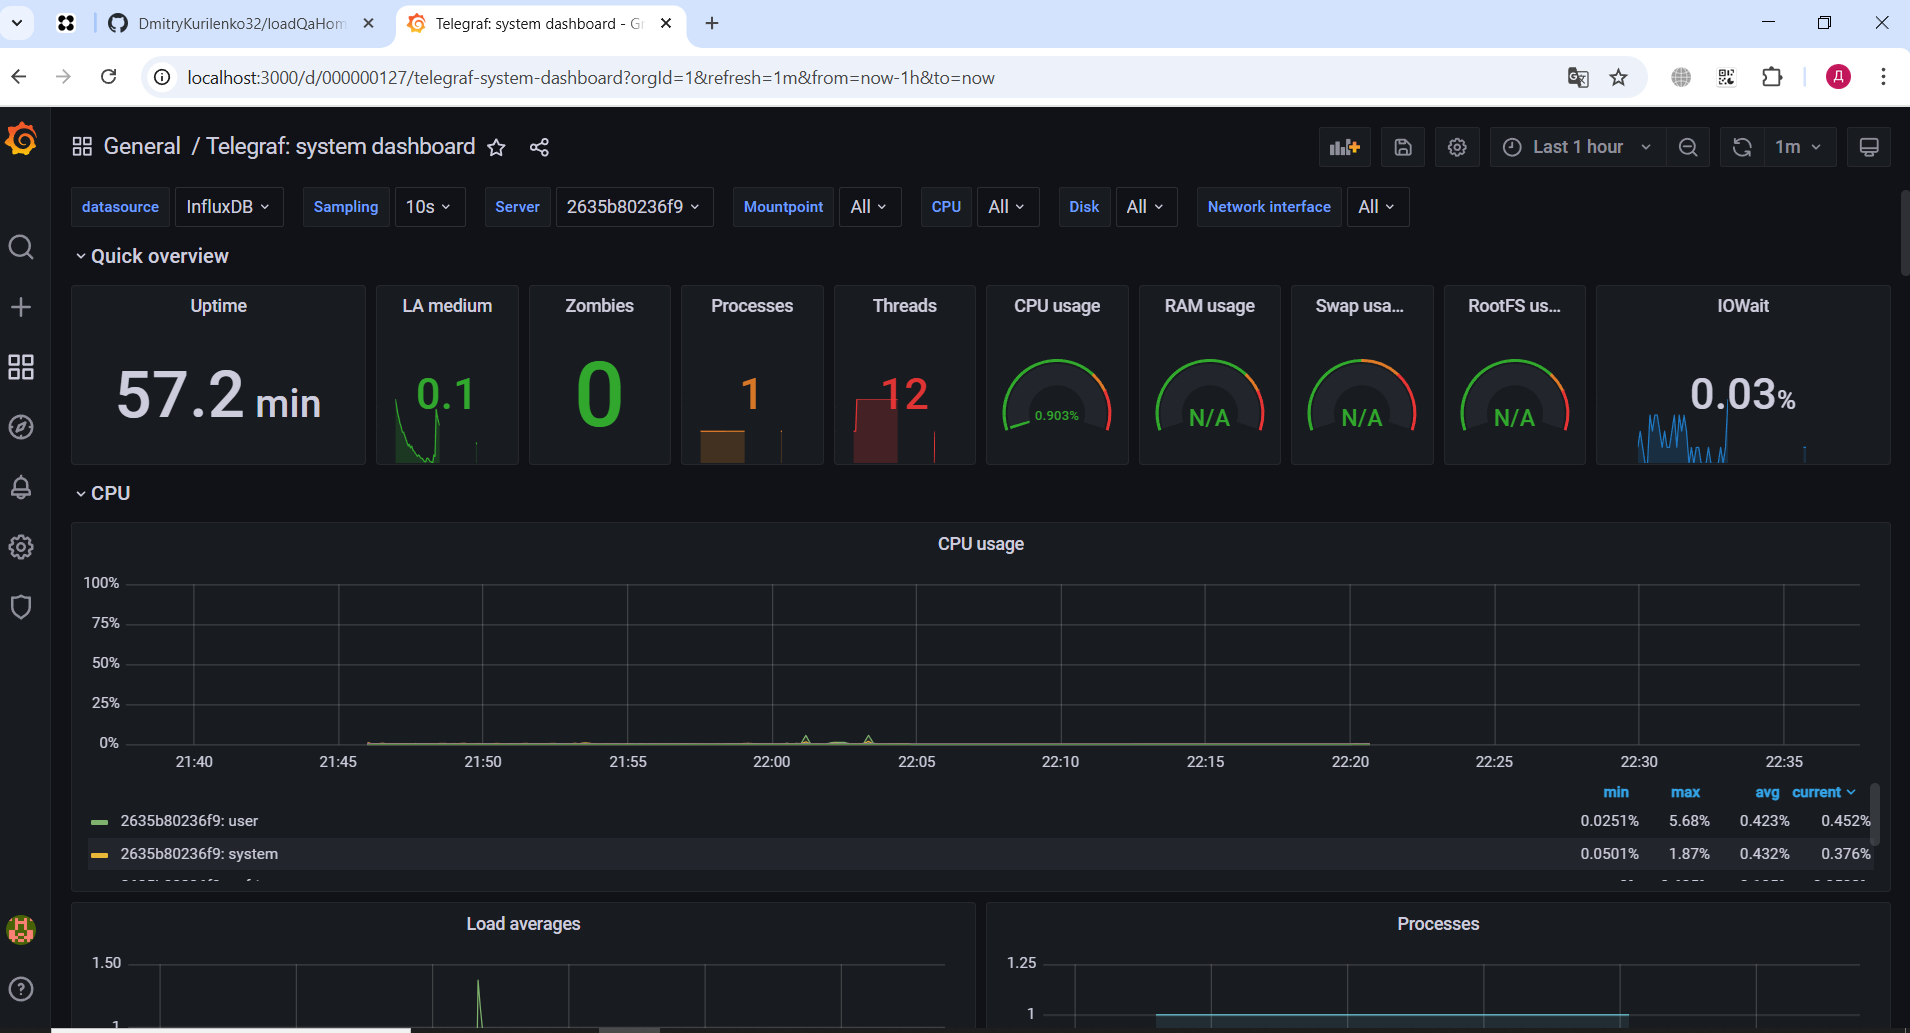 DmitryKurilenko32/loadQaHom
Telegraf: system dashboard - Gr
localhost:3000/d/000000127/telegraf-system-dashboard?orgId=1&refresh=1m&from=now-1h&to=now
Д
General / Telegraf: system dashboard
Last 1 hour
1m
datasource InfluxDB Sampling 10s Server 2635b80236f9 Mountpoint All CPU All Disk All Network interface All
Quick overview
Uptime
57.2 min
LA medium
0.1
Zombies
0
Processes
1
Threads
12
CPU usage
0.903%
RAM usage
N/A
Swap usa...
N/A
RootFS us...
N/A
IOWait
0.03%
CPU
CPU usage
100%
75%
50%
25%
0%
21:40 21:45 21:50 21:55 22:00 22:05 22:10 22:15 22:20 22:25 22:30 22:35
min max avg current
2635b80236f9: user 0.0251% 5.68% 0.423% 0.452%
2635b80236f9: system 0.0501% 1.87% 0.432% 0.376%
Load averages
1.50
1
Processes
1.25
1